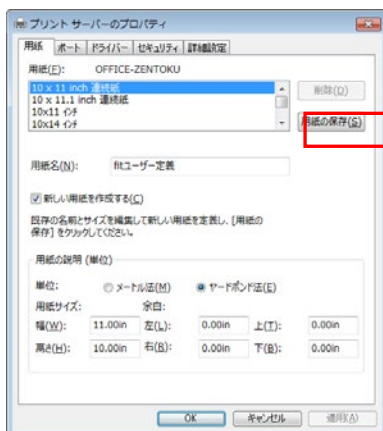 プリント サーバーのプロパティ
用紙 ポート ドライバー セキュリティ 詳細設定
用紙(F): OFFICE-ZENTOKU
10 x 11 inch 連続紙
10 x 11.1 inch 連続紙
10x11 インチ
10x14 インチ
削除(D)
用紙の保存(S)
用紙名(N): fitユーザー定義
新しい用紙を作成する(C)
既存の名前とサイズを編集して新しい用紙を定義し、[用紙の
保存] をクリックしてください。
用紙の説明 (単位)
単位: メートル法(M) ヤードポンド法(E)
用紙サイズ: 余白:
幅(W): 11.00in 左(L): 0.00in 上(T): 0.00in
高さ(H): 10.00in 右(R): 0.00in 下(B): 0.00in
OK キャンセル 適用(A)